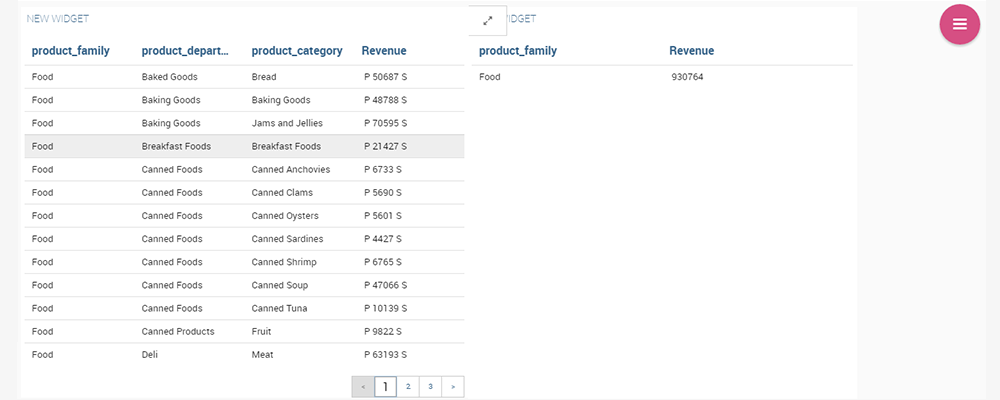 NEW WIDGET
product_family product_depart... product_category Revenue
Food Baked Goods Bread P 50687 S
Food Baking Goods Baking Goods P 48788 S
Food Baking Goods Jams and Jellies P 70595 S
Food Breakfast Foods Breakfast Foods P 21427 S
Food Canned Foods Canned Anchovies P 6733 S
Food Canned Foods Canned Clams P 5690 S
Food Canned Foods Canned Oysters P 5601 S
Food Canned Foods Canned Sardines P 4427 S
Food Canned Foods Canned Shrimp P 6765 S
Food Canned Foods Canned Soup P 47066 S
Food Canned Foods Canned Tuna P 10139 S
Food Canned Products Fruit P 9822 S
Food Deli Meat P 63193 S
< 1 2 3 >
IDGET
product_family Revenue
Food 930764